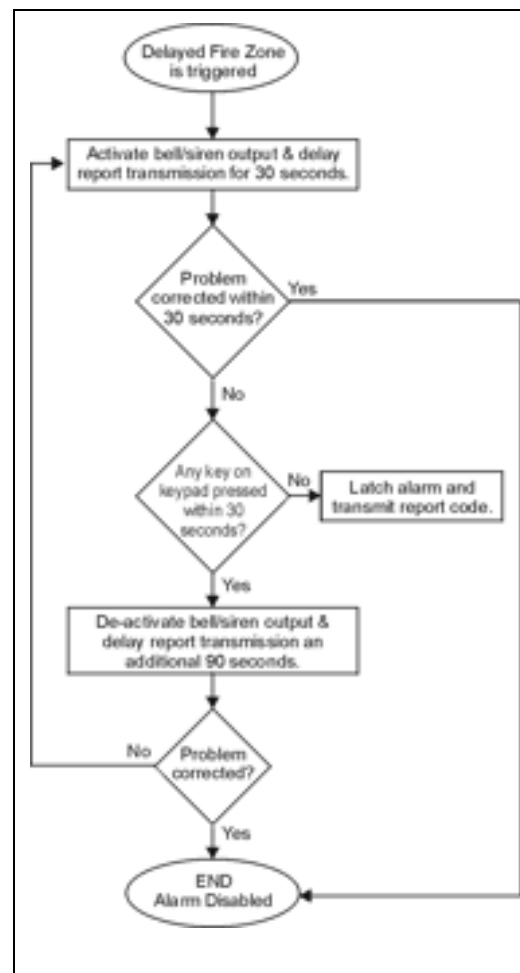 Delayed Fire Zone
is triggered
Activate bell/siren output & delay
report transmission for 30 seconds.
Problem
corrected within
30 seconds?
Yes
No
Any key on
keypad pressed
within 30
seconds?
No
Latch alarm and
transmit report code.
Yes
De-activate bell/siren output &
delay report transmission an
additional 90 seconds.
No
Problem
corrected?
Yes
END
Alarm Disabled